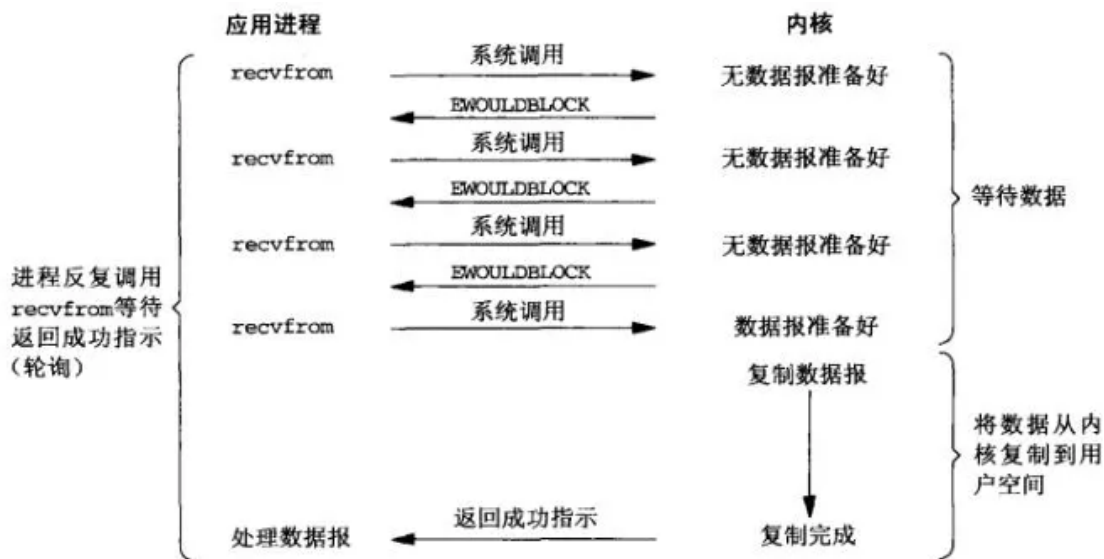 应用进程 内核
recvfrom 系统调用 无数据报准备好
EWOULDBLOCK
recvfrom 系统调用 无数据报准备好
EWOULDBLOCK
recvfrom 系统调用 无数据报准备好
EWOULDBLOCK
recvfrom 系统调用 数据报准备好
复制数据报
处理数据报 返回成功指示 复制完成
进程反复调用
recvfrom等待
返回成功指示
（轮询）
等待数据
将数据从内
核复制到用
户空间